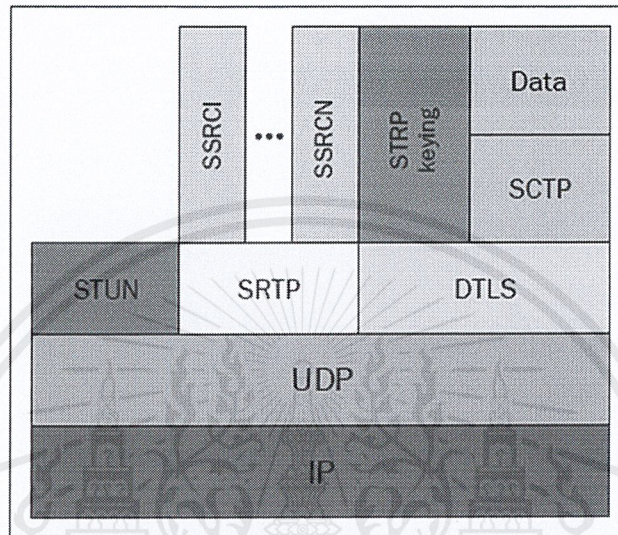 SSRCI
...
SSRCN
STRP
keying
Data
SCTP
STUN
SRTP
DTLS
UDP
IP